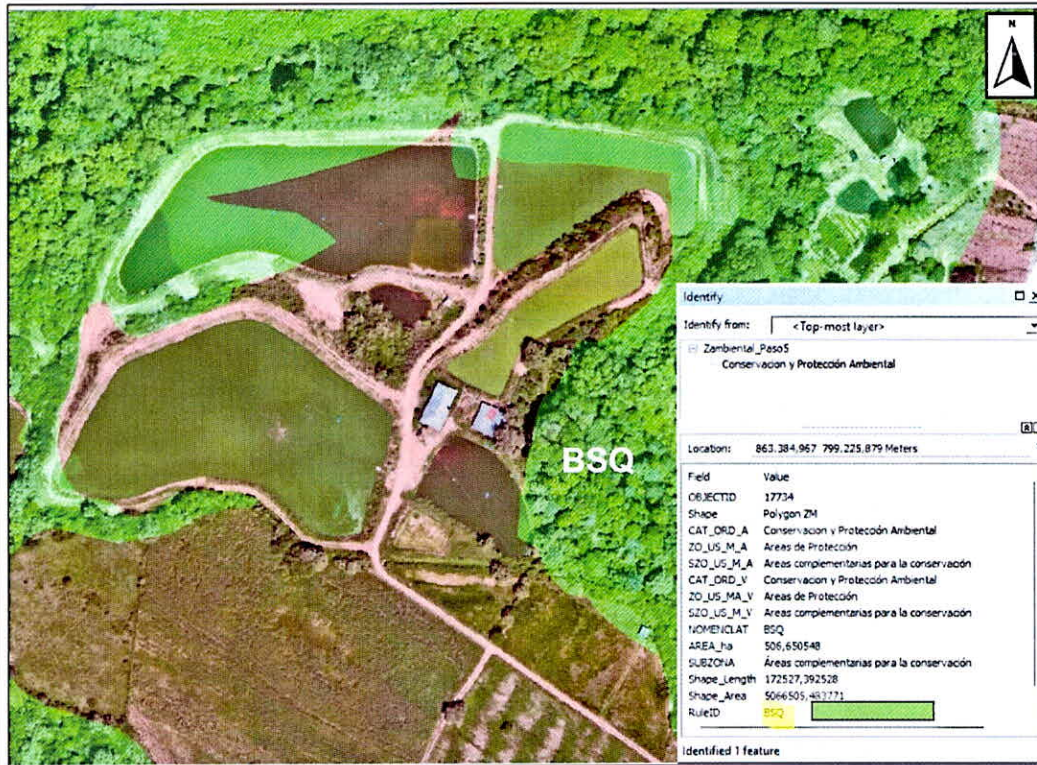 N
BSQ
Identify
Identify from: <Top-most layer>
Zambiental_Paso5
Conservacion y Protección Ambiental
Location: 863.384,967 799.225,879 Meters
Field Value
OBJECTID 17734
Shape Polygon ZM
CAT_ORD_A Conservacion y Protección Ambiental
ZO_US_M_A Areas de Protección
SZO_US_M_A Areas complementarias para la conservación
CAT_ORD_V Conservacion y Protección Ambiental
ZO_US_MA_V Areas de Protección
SZO_US_M_V Areas complementarias para la conservación
NOMENCLAT BSQ
AREA_ha 506,650548
SUBZONA Áreas complementarias para la conservación
Shape_Length 172527,392528
Shape_Area 5066505,483771
RuleID BSQ
Identified 1 feature